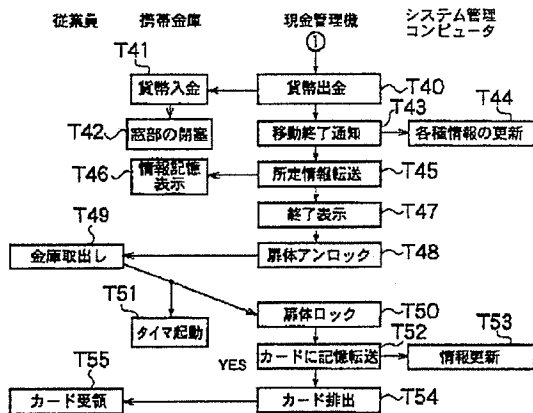 従業員
携帯金庫
現金管理機
システム管理
コンピュータ
1
T41
貨幣入金
貨幣出金
T40
T43
T44
T42
窓部の閉塞
移動終了通知
各種情報の更新
T46
情報記憶
表示
所定情報転送
T45
終了表示
T47
T49
金庫取出し
扉体アンロック
T48
T51
タイマ起動
扉体ロック
T50
T52
T53
YES
カードに記憶転送
情報更新
T55
カード受領
カード排出
T54